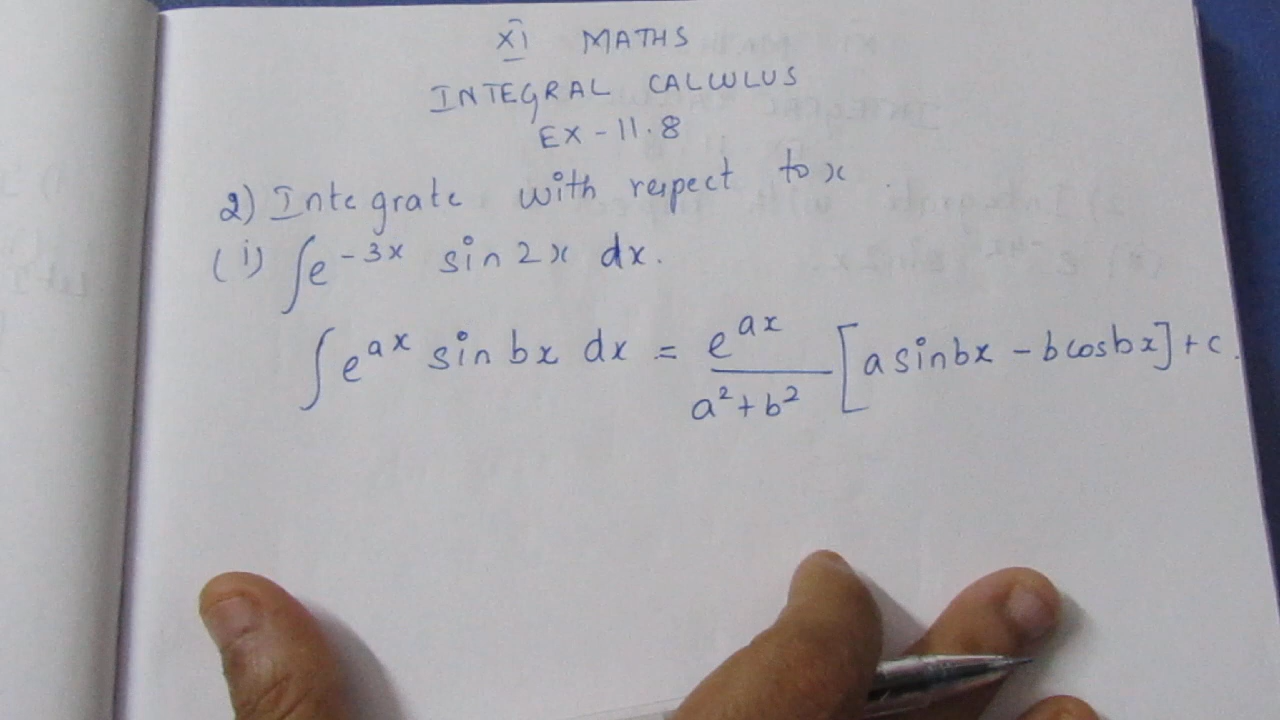 XI MATHS
INTEGRAL CALCULUS
EX - 11.8
2) Integrate with respect to x
(i) ∫e^{-3x} sin 2x dx.
∫e^{ax} sin bx dx = e^{ax}/(a²+b²) [a sin bx - b cos bx] + c.